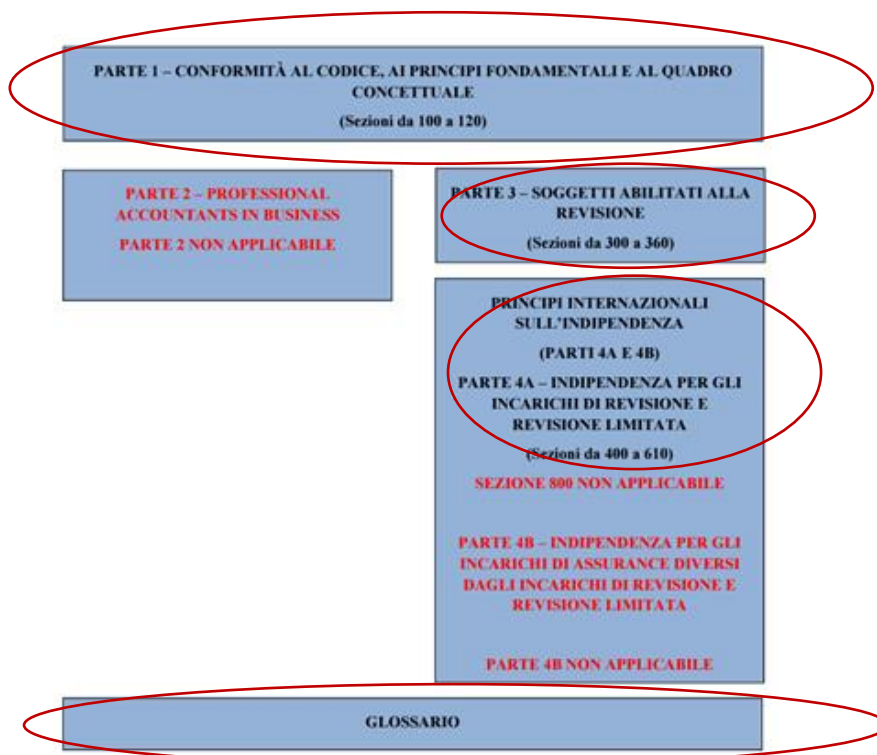 PARTE 1 – CONFORMITÀ AL CODICE, AI PRINCIPI FONDAMENTALI E AL QUADRO
CONCETTUALE
(Sezioni da 100 a 120)
PARTE 2 – PROFESSIONAL
ACCOUNTANTS IN BUSINESS
PARTE 2 NON APPLICABILE
PARTE 3 – SOGGETTI ABILITATI ALLA
REVISIONE
(Sezioni da 300 a 360)
PRINCIPI INTERNAZIONALI
SULL'INDIPENDENZA
(PARTI 4A E 4B)
PARTE 4A – INDIPENDENZA PER GLI
INCARICHI DI REVISIONE E
REVISIONE LIMITATA
(Sezioni da 400 a 610)
SEZIONE 800 NON APPLICABILE
PARTE 4B – INDIPENDENZA PER GLI
INCARICHI DI ASSURANCE DIVERSI
DAGLI INCARICHI DI REVISIONE E
REVISIONE LIMITATA
PARTE 4B NON APPLICABILE
GLOSSARIO